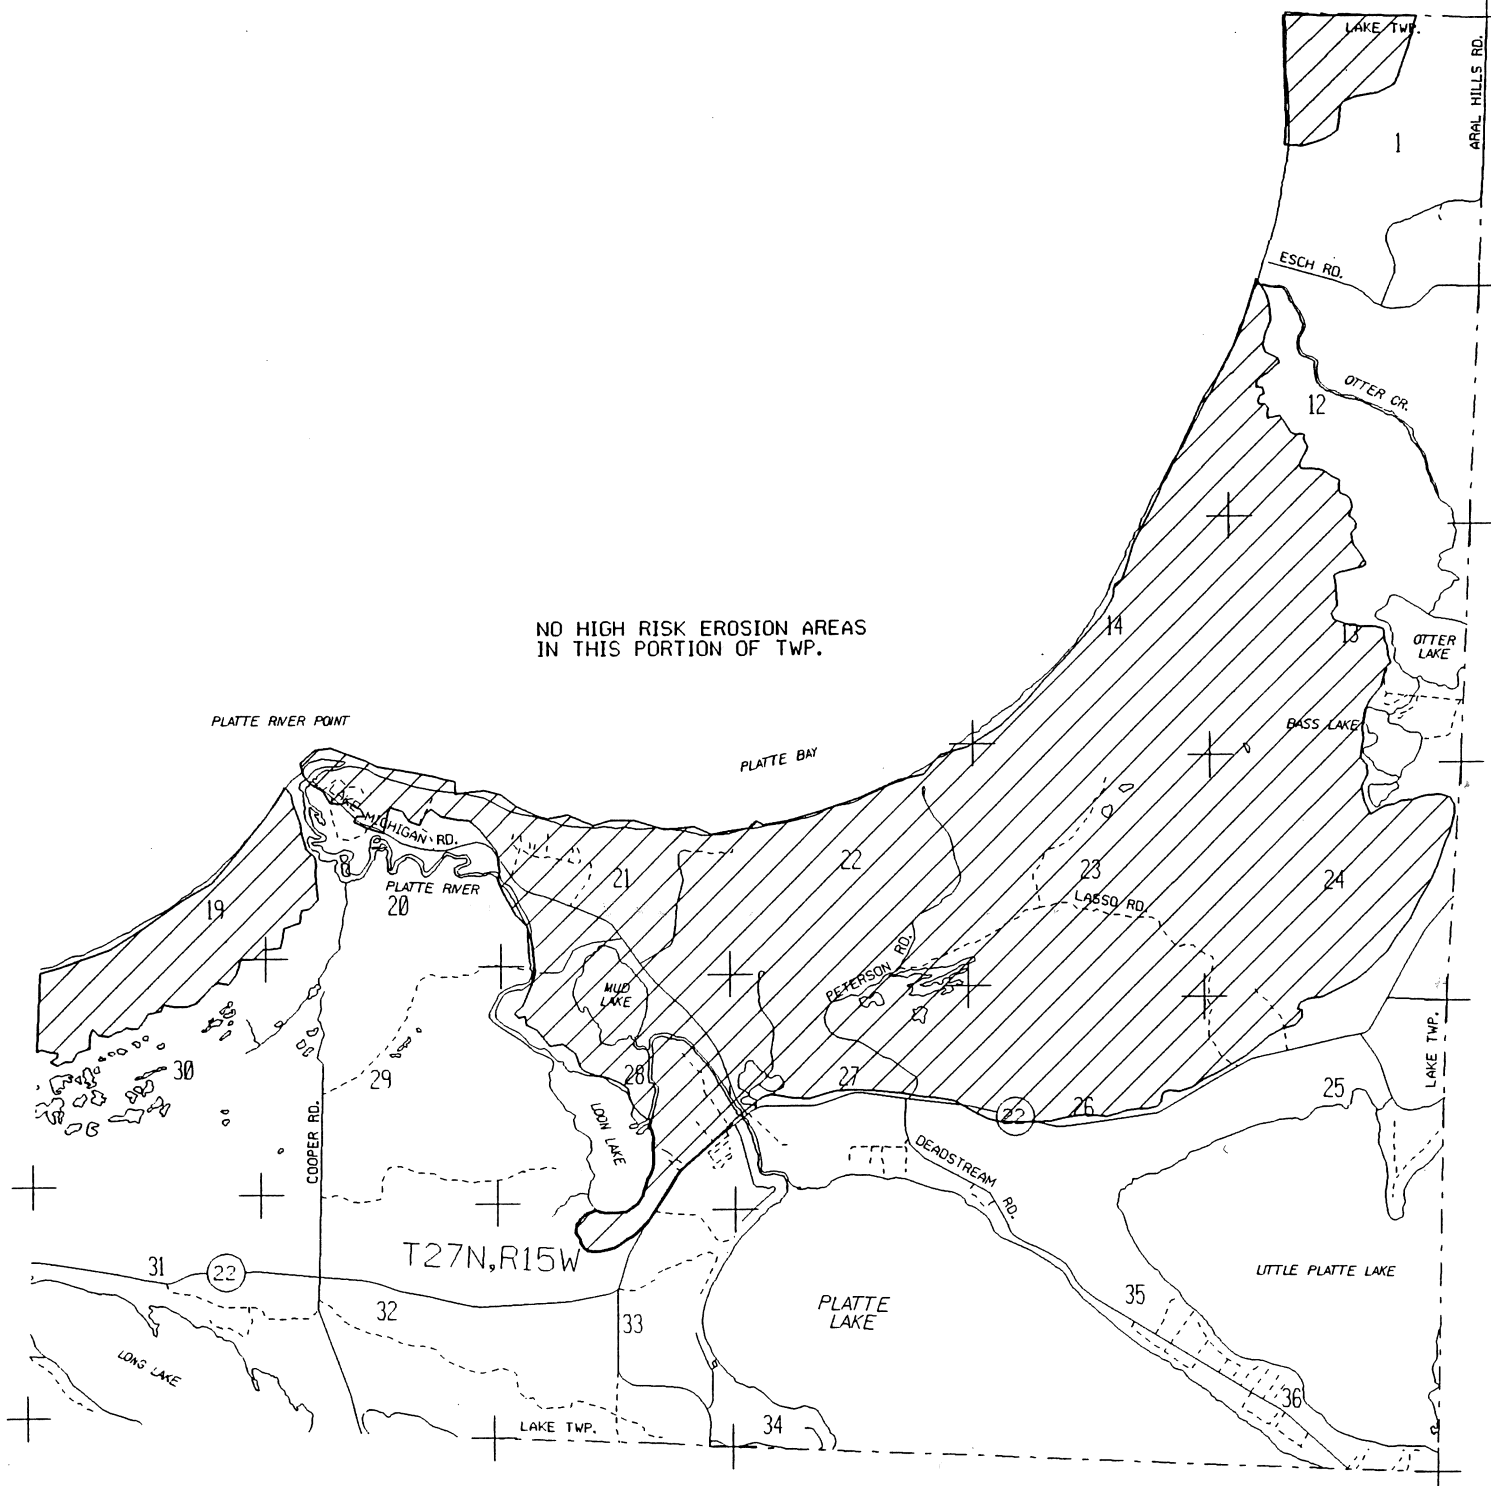 LAKE TWP.
ARAL HILLS RD.
1
ESCH RD.
OTTER CR.
12
NO HIGH RISK EROSION AREAS
IN THIS PORTION OF TWP.
14
13
OTTER
LAKE
PLATTE RIVER POINT
BASS LAKE
PLATTE BAY
LAKE MICHIGAN RD.
PLATTE RIVER
19
20
21
22
23
24
LASSO RD.
PETERSON RD.
MUD
LAKE
30
29
28
27
26
25
22
LAKE TWP.
COOPER RD.
LOON LAKE
DEADSTREAM RD.
T27N,R15W
31
22
32
33
PLATTE
LAKE
LITTLE PLATTE LAKE
35
LONG LAKE
36
LAKE TWP.
34